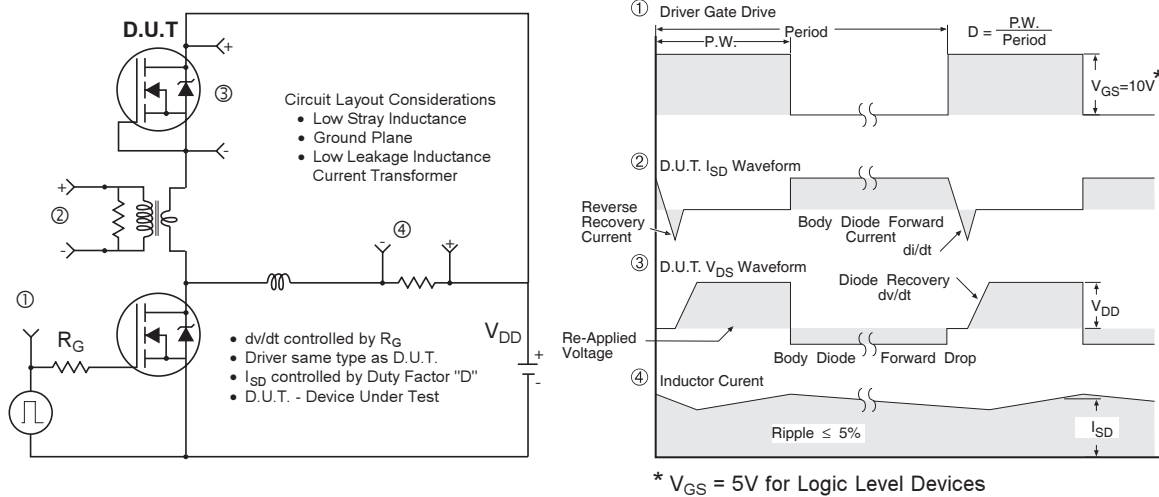 D.U.T
+
③
-
Circuit Layout Considerations
• Low Stray Inductance
• Ground Plane
• Low Leakage Inductance
Current Transformer
+
②
-
④
- +
①
R_G
V_DD
+
-
• dv/dt controlled by R_G
• Driver same type as D.U.T.
• I_SD controlled by Duty Factor "D"
• D.U.T. - Device Under Test
① Driver Gate Drive
P.W.
Period
D = P.W. / Period
V_GS=10V*
② D.U.T. I_SD Waveform
Reverse
Recovery
Current
Body Diode Forward
Current
di/dt
③ D.U.T. V_DS Waveform
Diode Recovery
dv/dt
V_DD
Re-Applied
Voltage
Body Diode Forward Drop
④ Inductor Curent
Ripple ≤ 5%
I_SD
* V_GS = 5V for Logic Level Devices